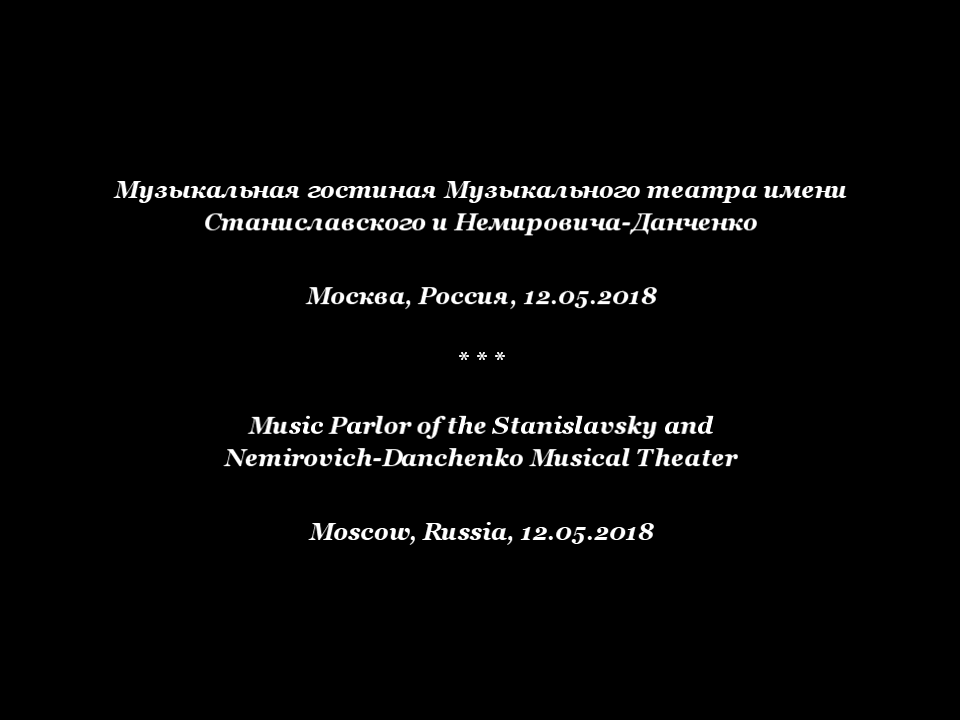 Музыкальная гостиная Музыкального театра имени
Станиславского и Немировича-Данченко
Москва, Россия, 12.05.2018
* * *
Music Parlor of the Stanislavsky and
Nemirovich-Danchenko Musical Theater
Moscow, Russia, 12.05.2018